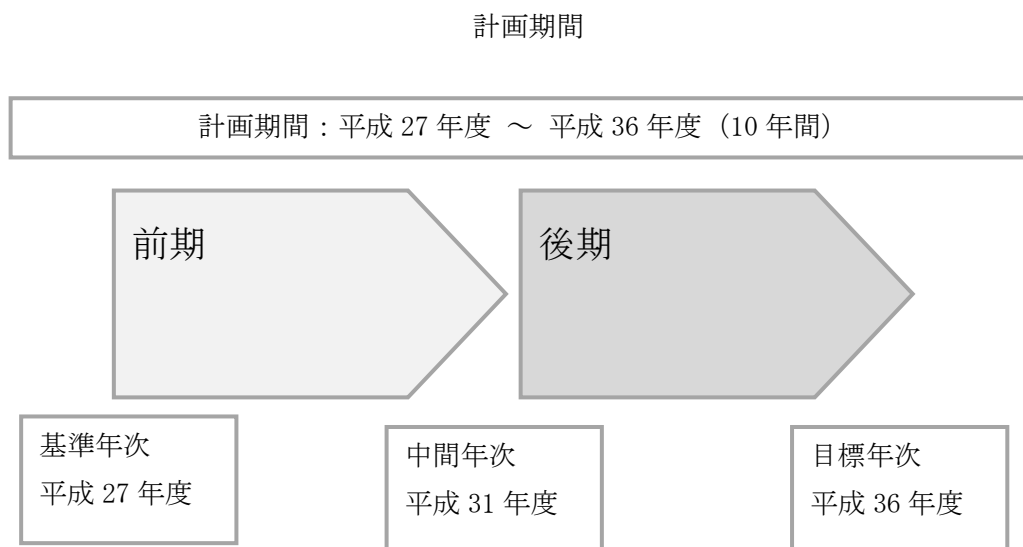 計画期間
計画期間：平成 27 年度 ～ 平成 36 年度（10 年間）
前期
後期
基準年次
平成 27 年度
中間年次
平成 31 年度
目標年次
平成 36 年度